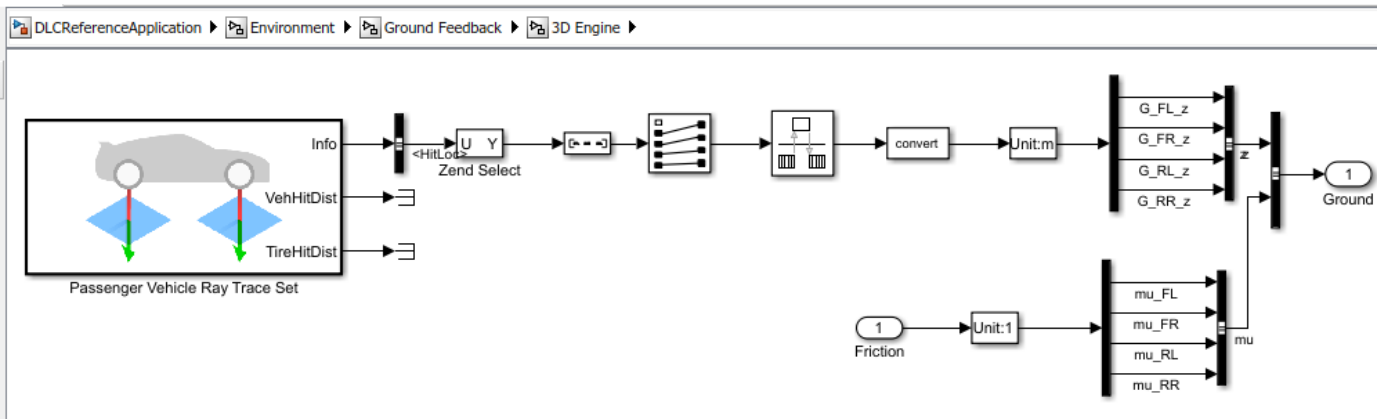 DLCReferenceApplication Environment Ground Feedback 3D Engine
Info
VehHitDist
TireHitDist
Passenger Vehicle Ray Trace Set
<HitLoc>
U Y
Zend Select
convert
Unit:m
G_FL_z
G_FR_z
G_RL_z
G_RR_z
z
1
Ground
1
Friction
Unit:1
mu_FL
mu_FR
mu_RL
mu_RR
mu